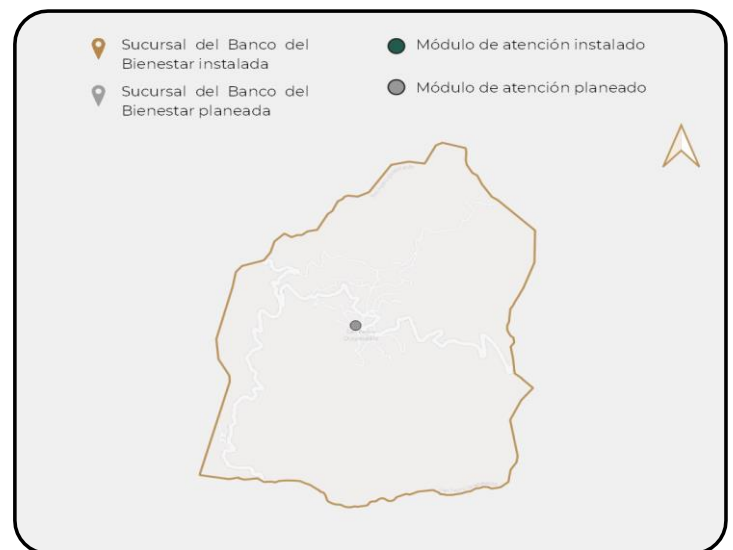 Sucursal del Banco del
Bienestar instalada
Sucursal del Banco del
Bienestar planeada
Módulo de atención instalado
Módulo de atención planeado